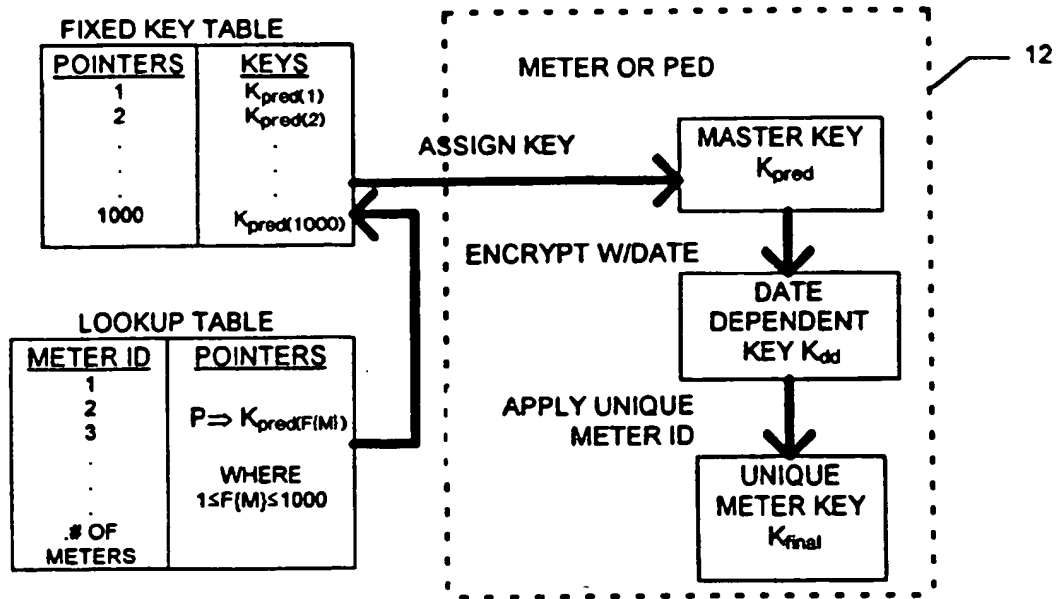 FIXED KEY TABLE
POINTERS KEYS
1 Kpred(1)
2 Kpred(2)
. .
. .
. .
1000 Kpred(1000)
LOOKUP TABLE
METER ID POINTERS
1
2
3
P⇒ Kpred(F{M})
.
.
.
WHERE
1≤F{M}≤1000
.# OF
METERS
ASSIGN KEY
METER OR PED
12
MASTER KEY
Kpred
ENCRYPT W/DATE
DATE
DEPENDENT
KEY Kdd
APPLY UNIQUE
METER ID
UNIQUE
METER KEY
Kfinal